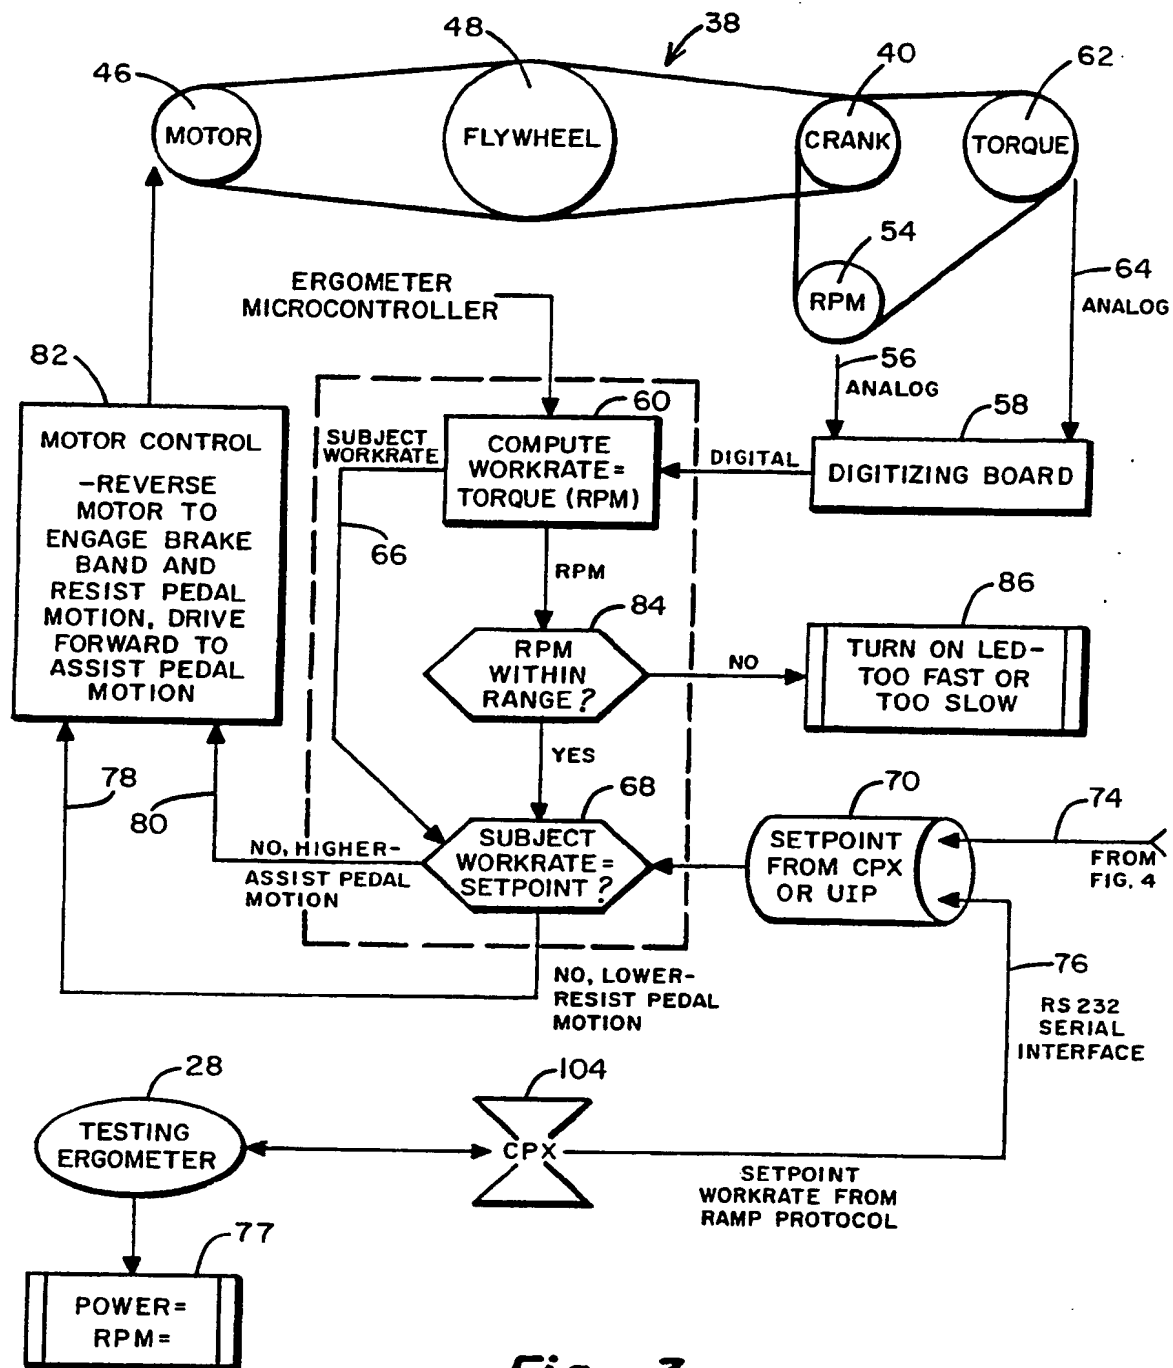 38
48
46
40
62
MOTOR
FLYWHEEL
CRANK
TORQUE
54
RPM
64
ANALOG
ERGOMETER
MICROCONTROLLER
56
ANALOG
82
60
58
MOTOR CONTROL
-REVERSE
MOTOR TO
ENGAGE BRAKE
BAND AND
RESIST PEDAL
MOTION, DRIVE
FORWARD TO
ASSIST PEDAL
MOTION
SUBJECT
WORKRATE
COMPUTE
WORKRATE=
TORQUE (RPM)
DIGITAL
DIGITIZING BOARD
66
RPM
84
86
RPM
WITHIN
RANGE?
NO
TURN ON LED-
TOO FAST OR
TOO SLOW
YES
78
80
68
70
74
SUBJECT
WORKRATE=
SETPOINT?
SETPOINT
FROM CPX
OR UIP
FROM
FIG. 4
NO, HIGHER-
ASSIST PEDAL
MOTION
NO, LOWER-
RESIST PEDAL
MOTION
76
RS 232
SERIAL
INTERFACE
28
104
TESTING
ERGOMETER
CPX
SETPOINT
WORKRATE FROM
RAMP PROTOCOL
77
POWER=
RPM=